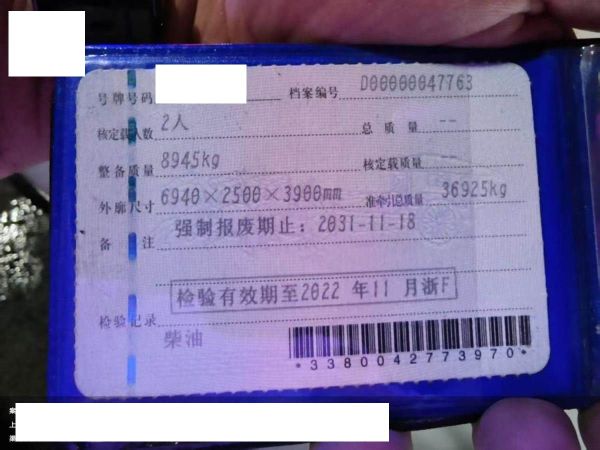 号牌号码 档案编号 D00000047763
核定载人数 2人 总质量 --
整备质量 8945kg 核定载质量 --
外廓尺寸 6940×2500×3900mm 准牵引总质量 36925kg
备注 强制报废期止：2031-11-18
检验有效期至2022 年11 月浙F
检验记录
柴油
*3380042773970*